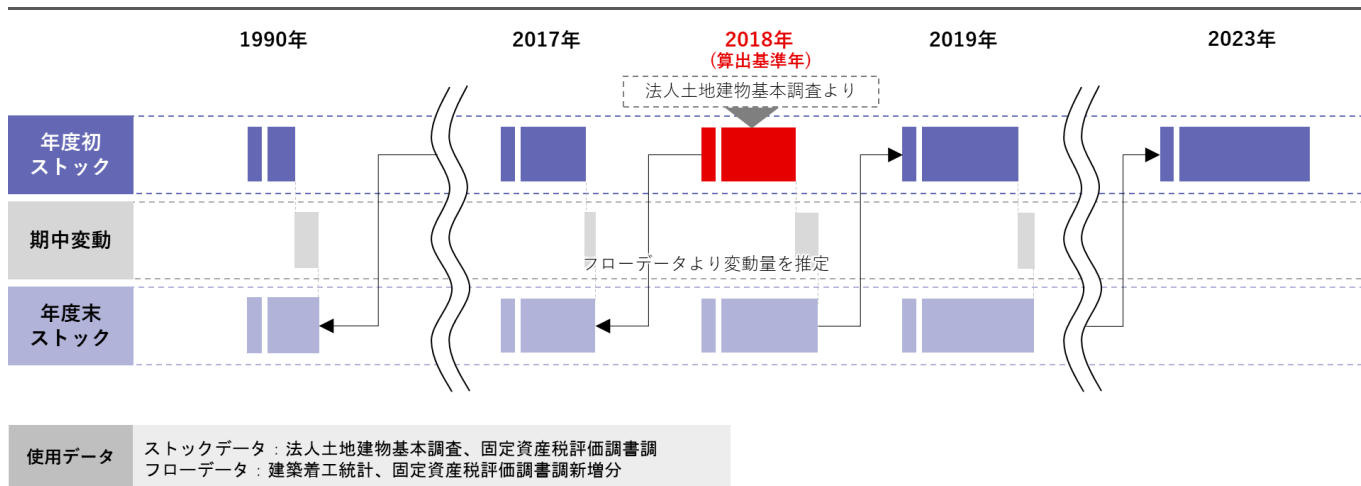 1990年
2017年
2018年
(算出基準年)
2019年
2023年
法人土地建物基本調査より
年度初
ストック
期中変動
フローデータより変動量を推定
年度末
ストック
使用データ
ストックデータ：法人土地建物基本調査、固定資産税評価調書調
フローデータ：建築着工統計、固定資産税評価調書調新増分